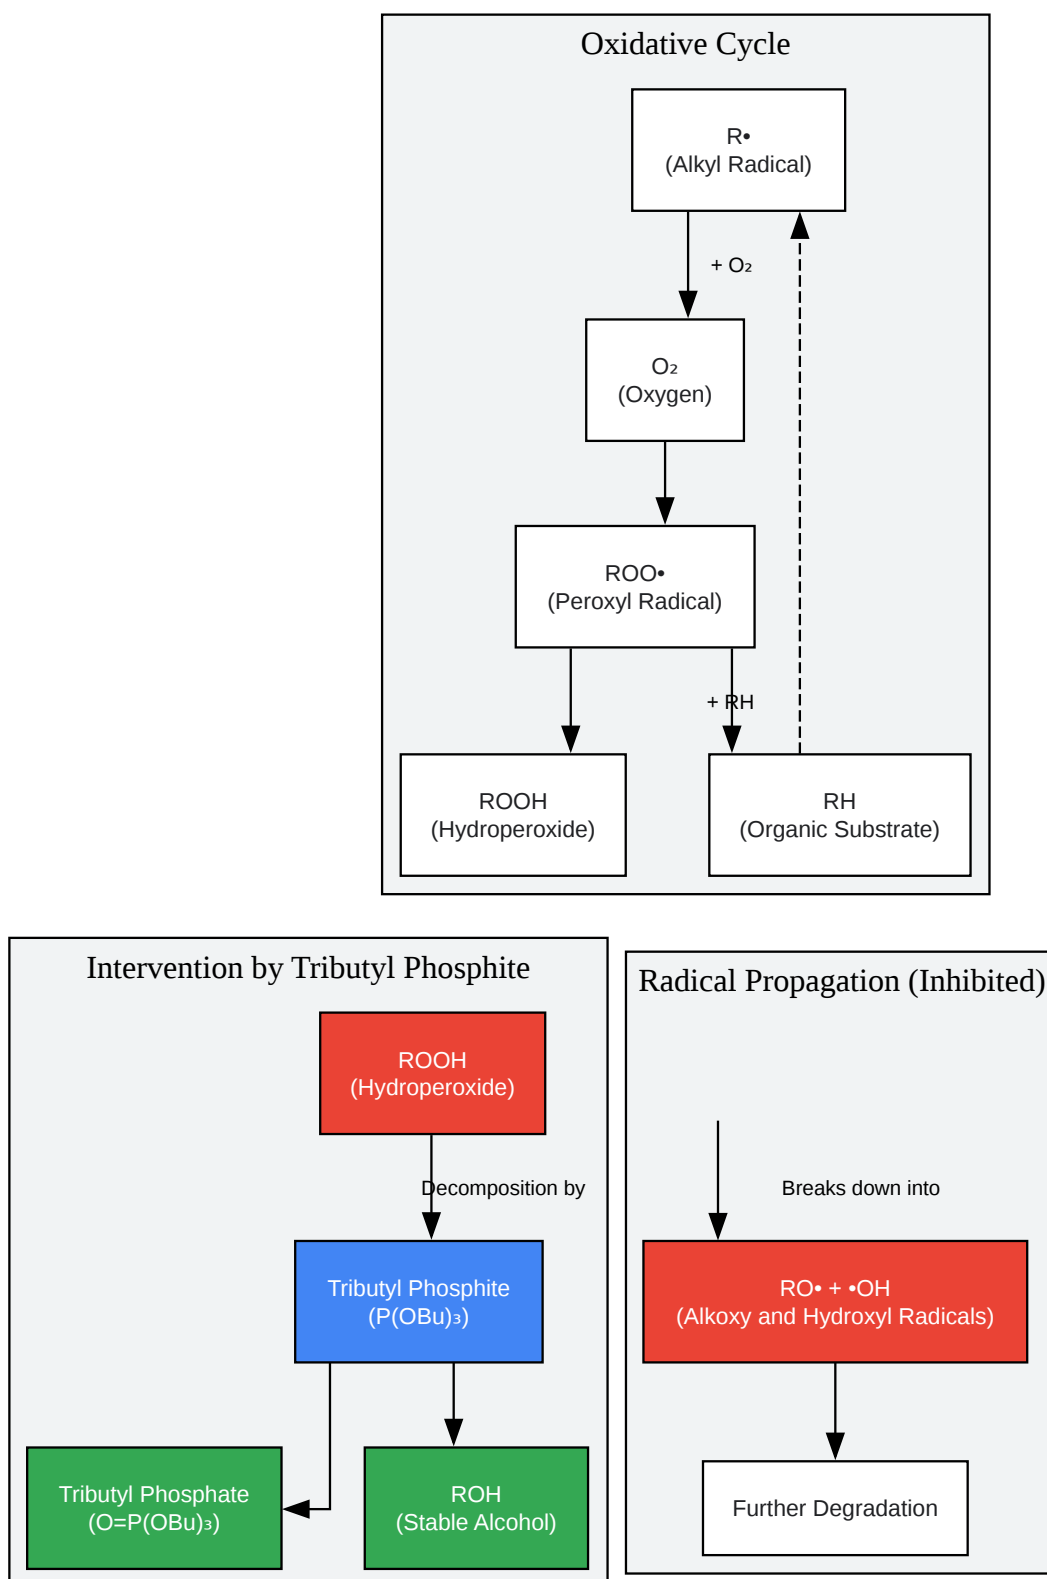 Oxidative Cycle
R•
(Alkyl Radical)
+ O₂
O₂
(Oxygen)
ROO•
(Peroxyl Radical)
+ RH
ROOH
(Hydroperoxide)
RH
(Organic Substrate)
Intervention by Tributyl Phosphite
ROOH
(Hydroperoxide)
Decomposition by
Tributyl Phosphite
(P(OBu)₃)
Tributyl Phosphate
(O=P(OBu)₃)
ROH
(Stable Alcohol)
Radical Propagation (Inhibited)
Breaks down into
RO• + •OH
(Alkoxy and Hydroxyl Radicals)
Further Degradation